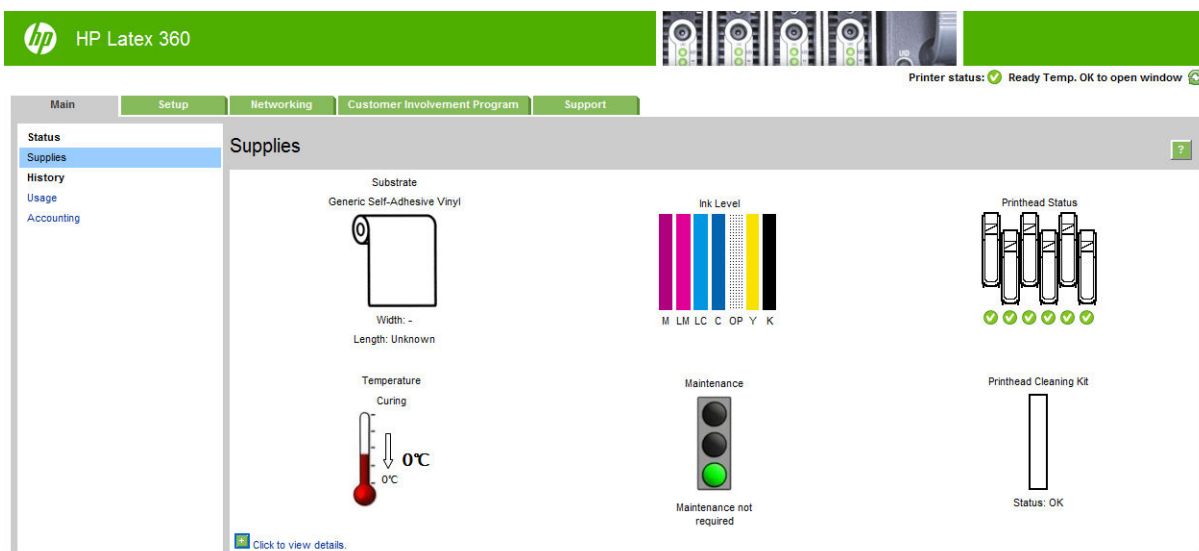 hp HP Latex 360
UID
Printer status: Ready Temp. OK to open window
Main Setup Networking Customer Involvement Program Support
Status
Supplies
History
Usage
Accounting
Supplies
?
Substrate
Generic Self-Adhesive Vinyl
Width: -
Length: Unknown
Ink Level
M LM LC C OP Y K
Printhead Status
Temperature
Curing
0℃
0℃
Maintenance
Maintenance not
required
Printhead Cleaning Kit
Status: OK
Click to view details.